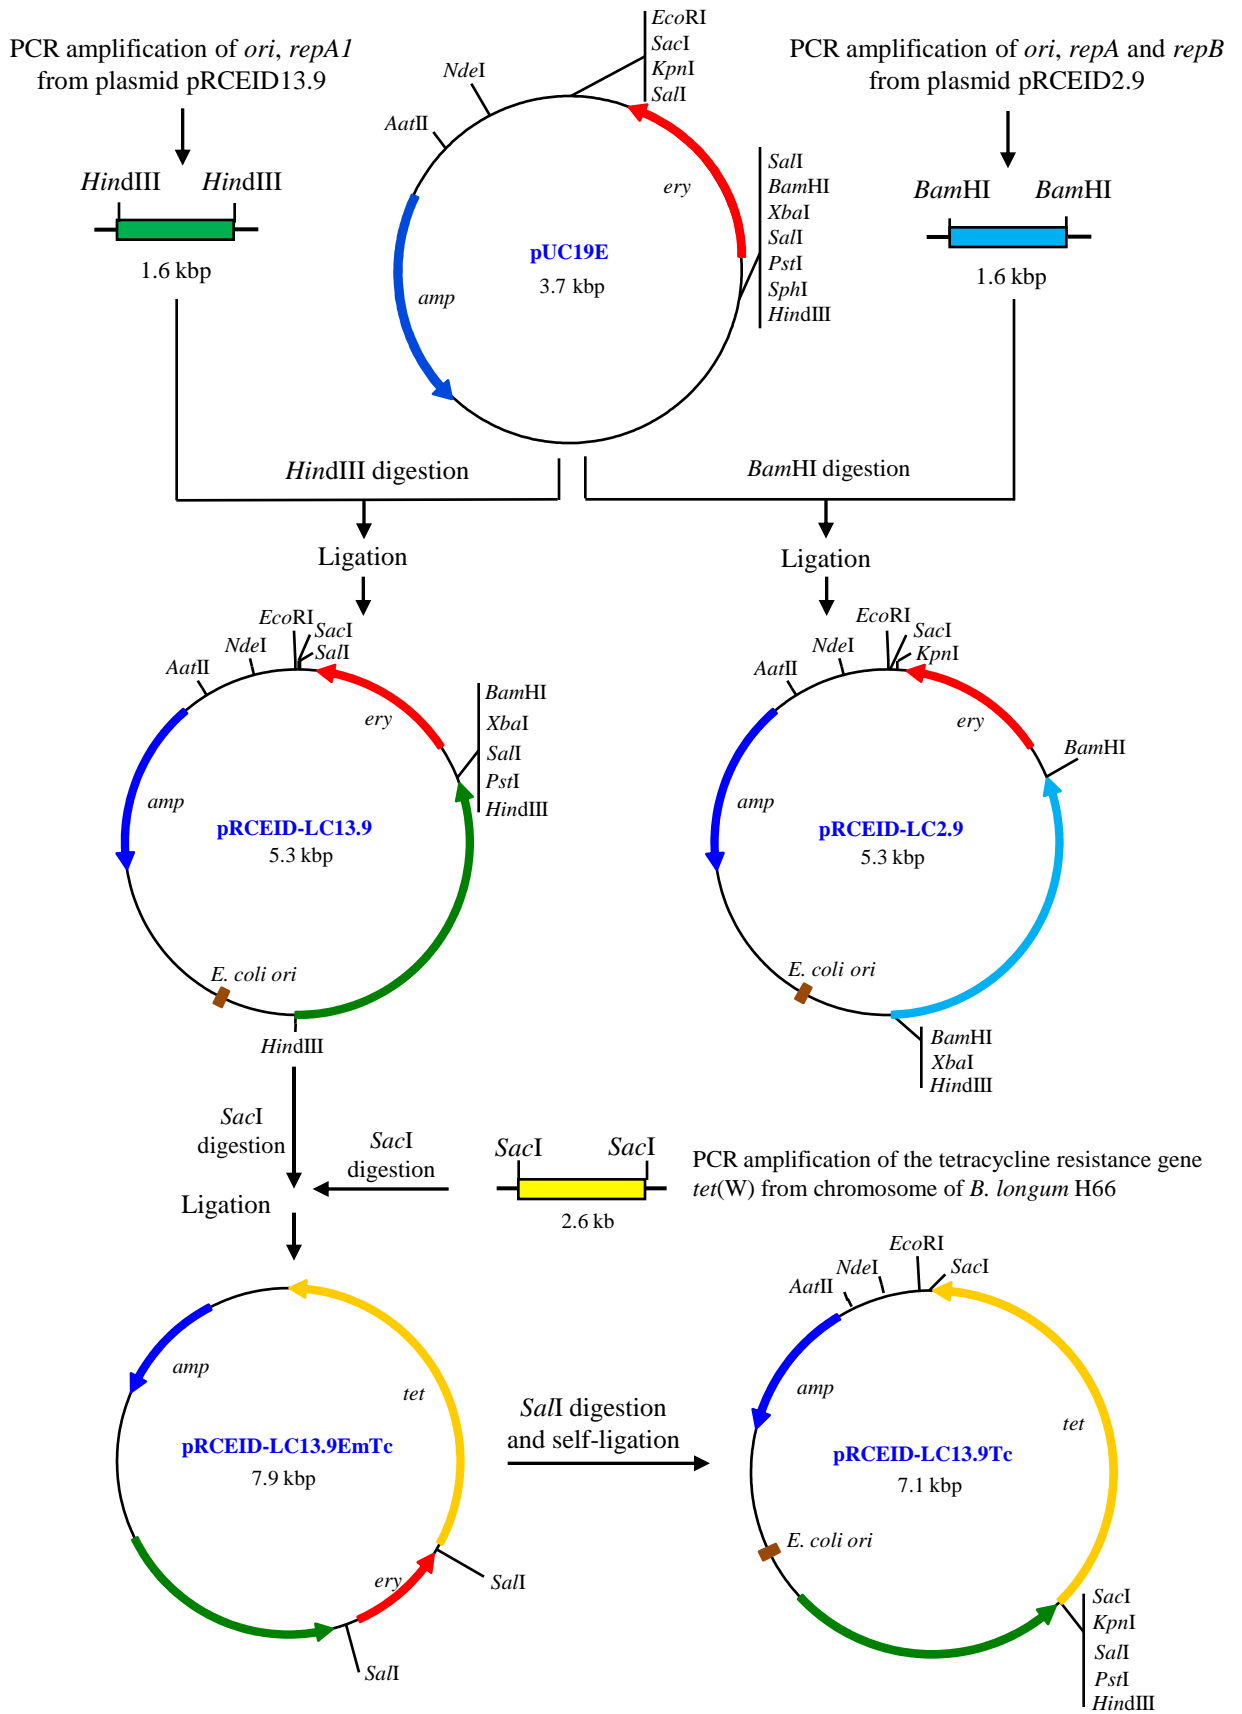 PCR amplification of ori, repA1
from plasmid pRCEID13.9
HindIII HindIII
1.6 kbp
EcoRI
SacI
KpnI
SalI
NdeI
AatII
ery
amp
pUC19E
3.7 kbp
SalI
BamHI
XbaI
SalI
PstI
SphI
HindIII
PCR amplification of ori, repA and repB
from plasmid pRCEID2.9
BamHI BamHI
1.6 kbp
HindIII digestion
BamHI digestion
Ligation
Ligation
EcoRI
SacI
SalI
NdeI
AatII
ery
amp
BamHI
XbaI
SalI
PstI
HindIII
pRCEID-LC13.9
5.3 kbp
E. coli ori
HindIII
EcoRI
SacI
KpnI
NdeI
AatII
ery
amp
BamHI
pRCEID-LC2.9
5.3 kbp
E. coli ori
BamHI
XbaI
HindIII
SacI
digestion
SacI
digestion
SacI SacI
2.6 kb
PCR amplification of the tetracycline resistance gene
tet(W) from chromosome of B. longum H66
Ligation
amp
tet
pRCEID-LC13.9EmTc
7.9 kbp
ery
SalI
SalI
SalI digestion
and self-ligation
EcoRI
SacI
NdeI
AatII
amp
tet
pRCEID-LC13.9Tc
7.1 kbp
E. coli ori
SacI
KpnI
SalI
PstI
HindIII